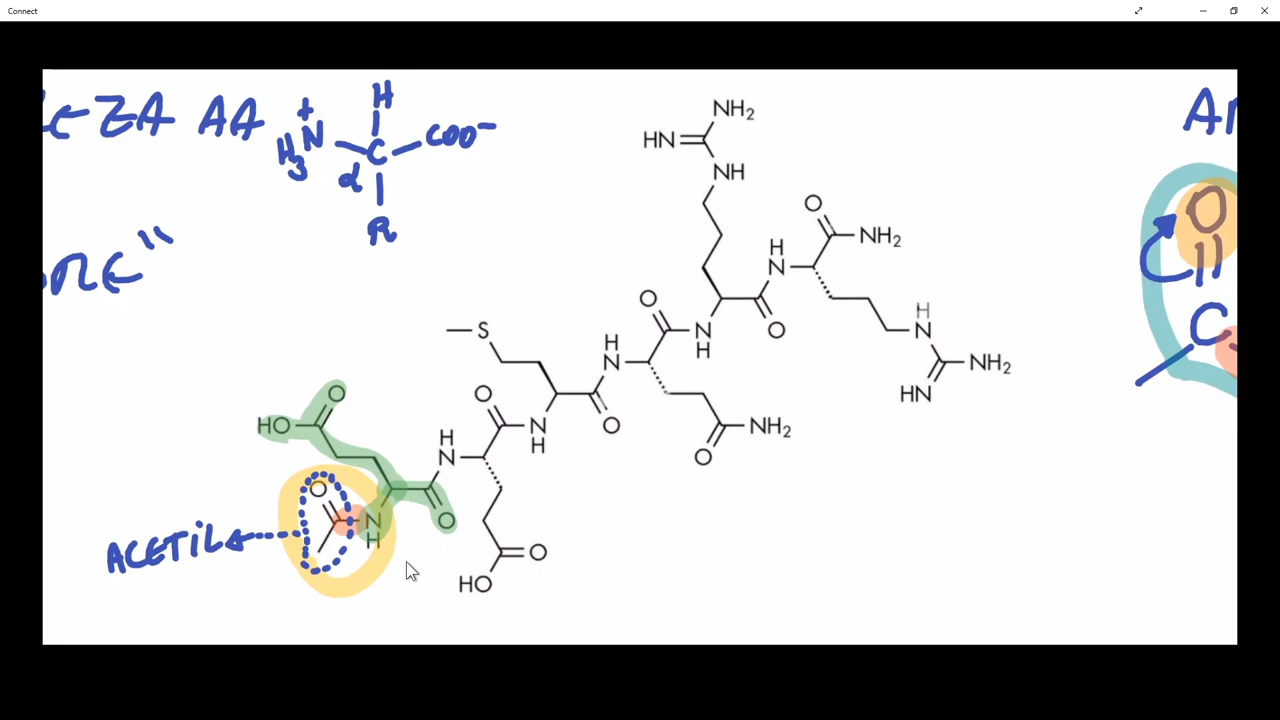 Connect
ZA AA
H
H3N+
C
COO-
α
R
NH2
HN
NH
O
NH2
H
N
O
O
N
H
H
N
NH2
HN
S
H
N
O
O
NH2
O
O
N
H
HO
O
H
N
O
O
N
H
O
HO
ACETIL
O
C